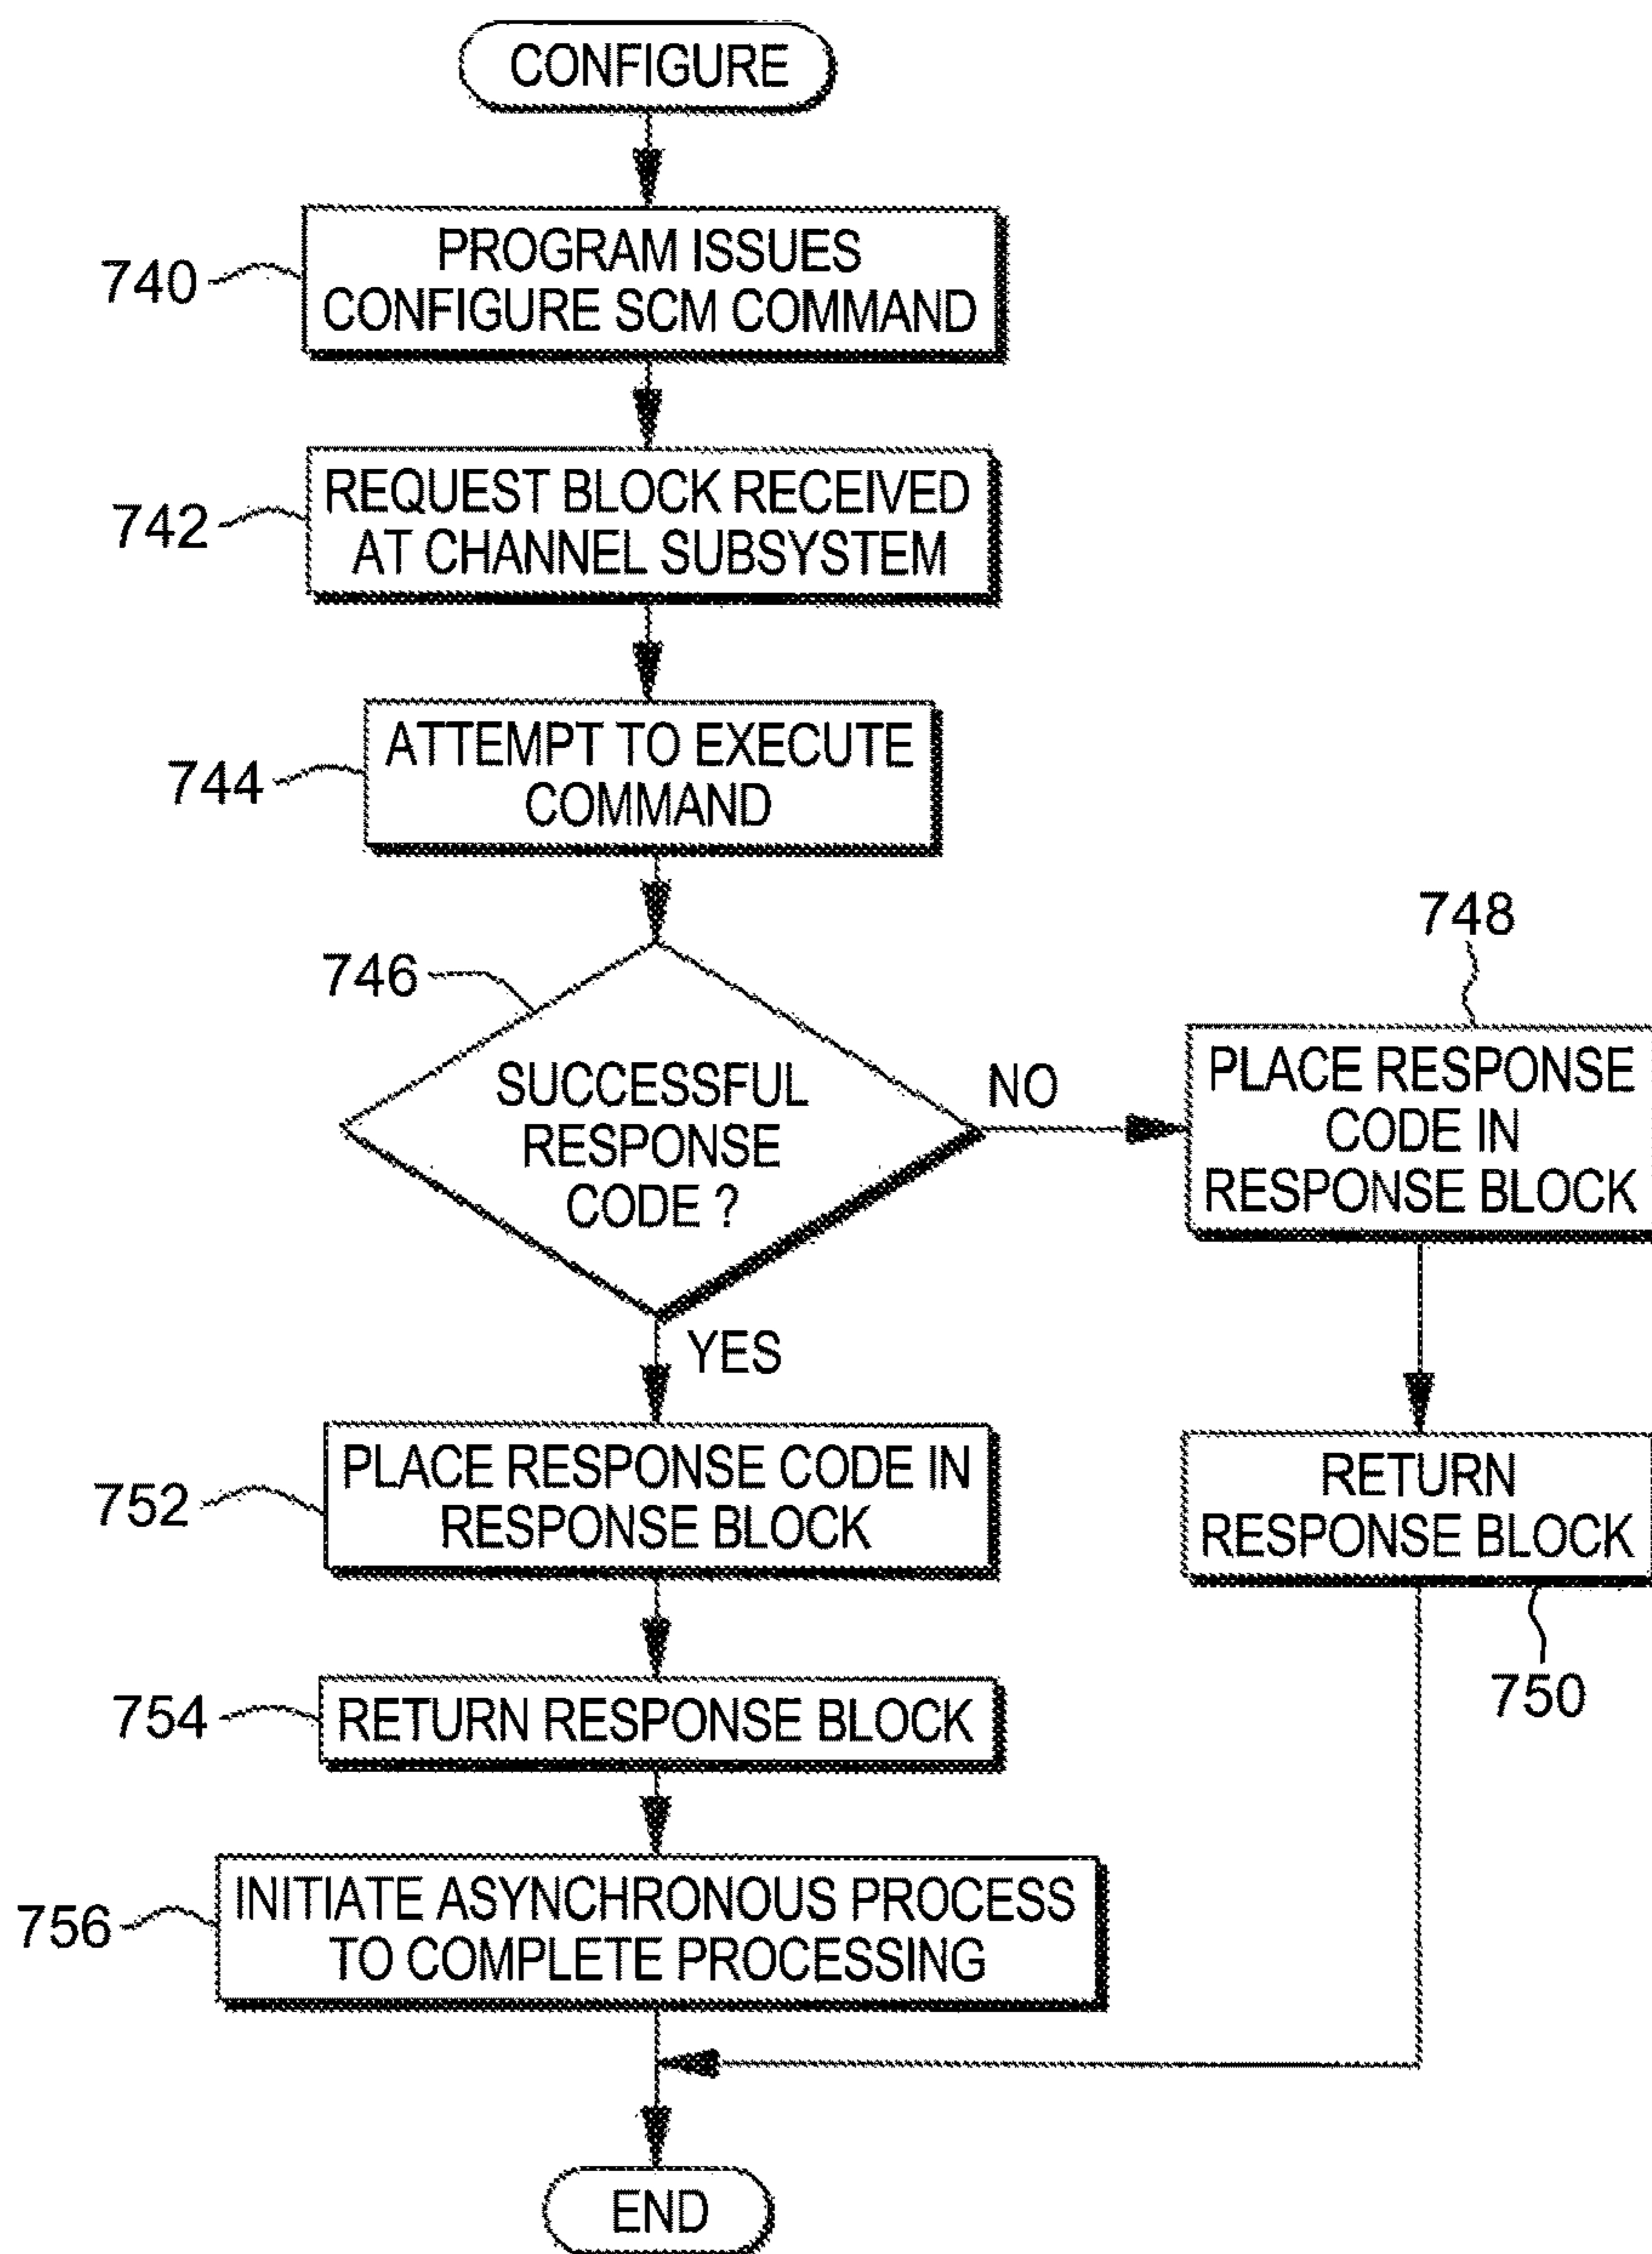 CONFIGURE
740
PROGRAM ISSUES
CONFIGURE SCM COMMAND
742
REQUEST BLOCK RECEIVED
AT CHANNEL SUBSYSTEM
744
ATTEMPT TO EXECUTE
COMMAND
746
SUCCESSFUL
RESPONSE
CODE ?
NO
748
PLACE RESPONSE
CODE IN
RESPONSE BLOCK
RETURN
RESPONSE BLOCK
750
YES
752
PLACE RESPONSE CODE IN
RESPONSE BLOCK
754
RETURN RESPONSE BLOCK
756
INITIATE ASYNCHRONOUS PROCESS
TO COMPLETE PROCESSING
END